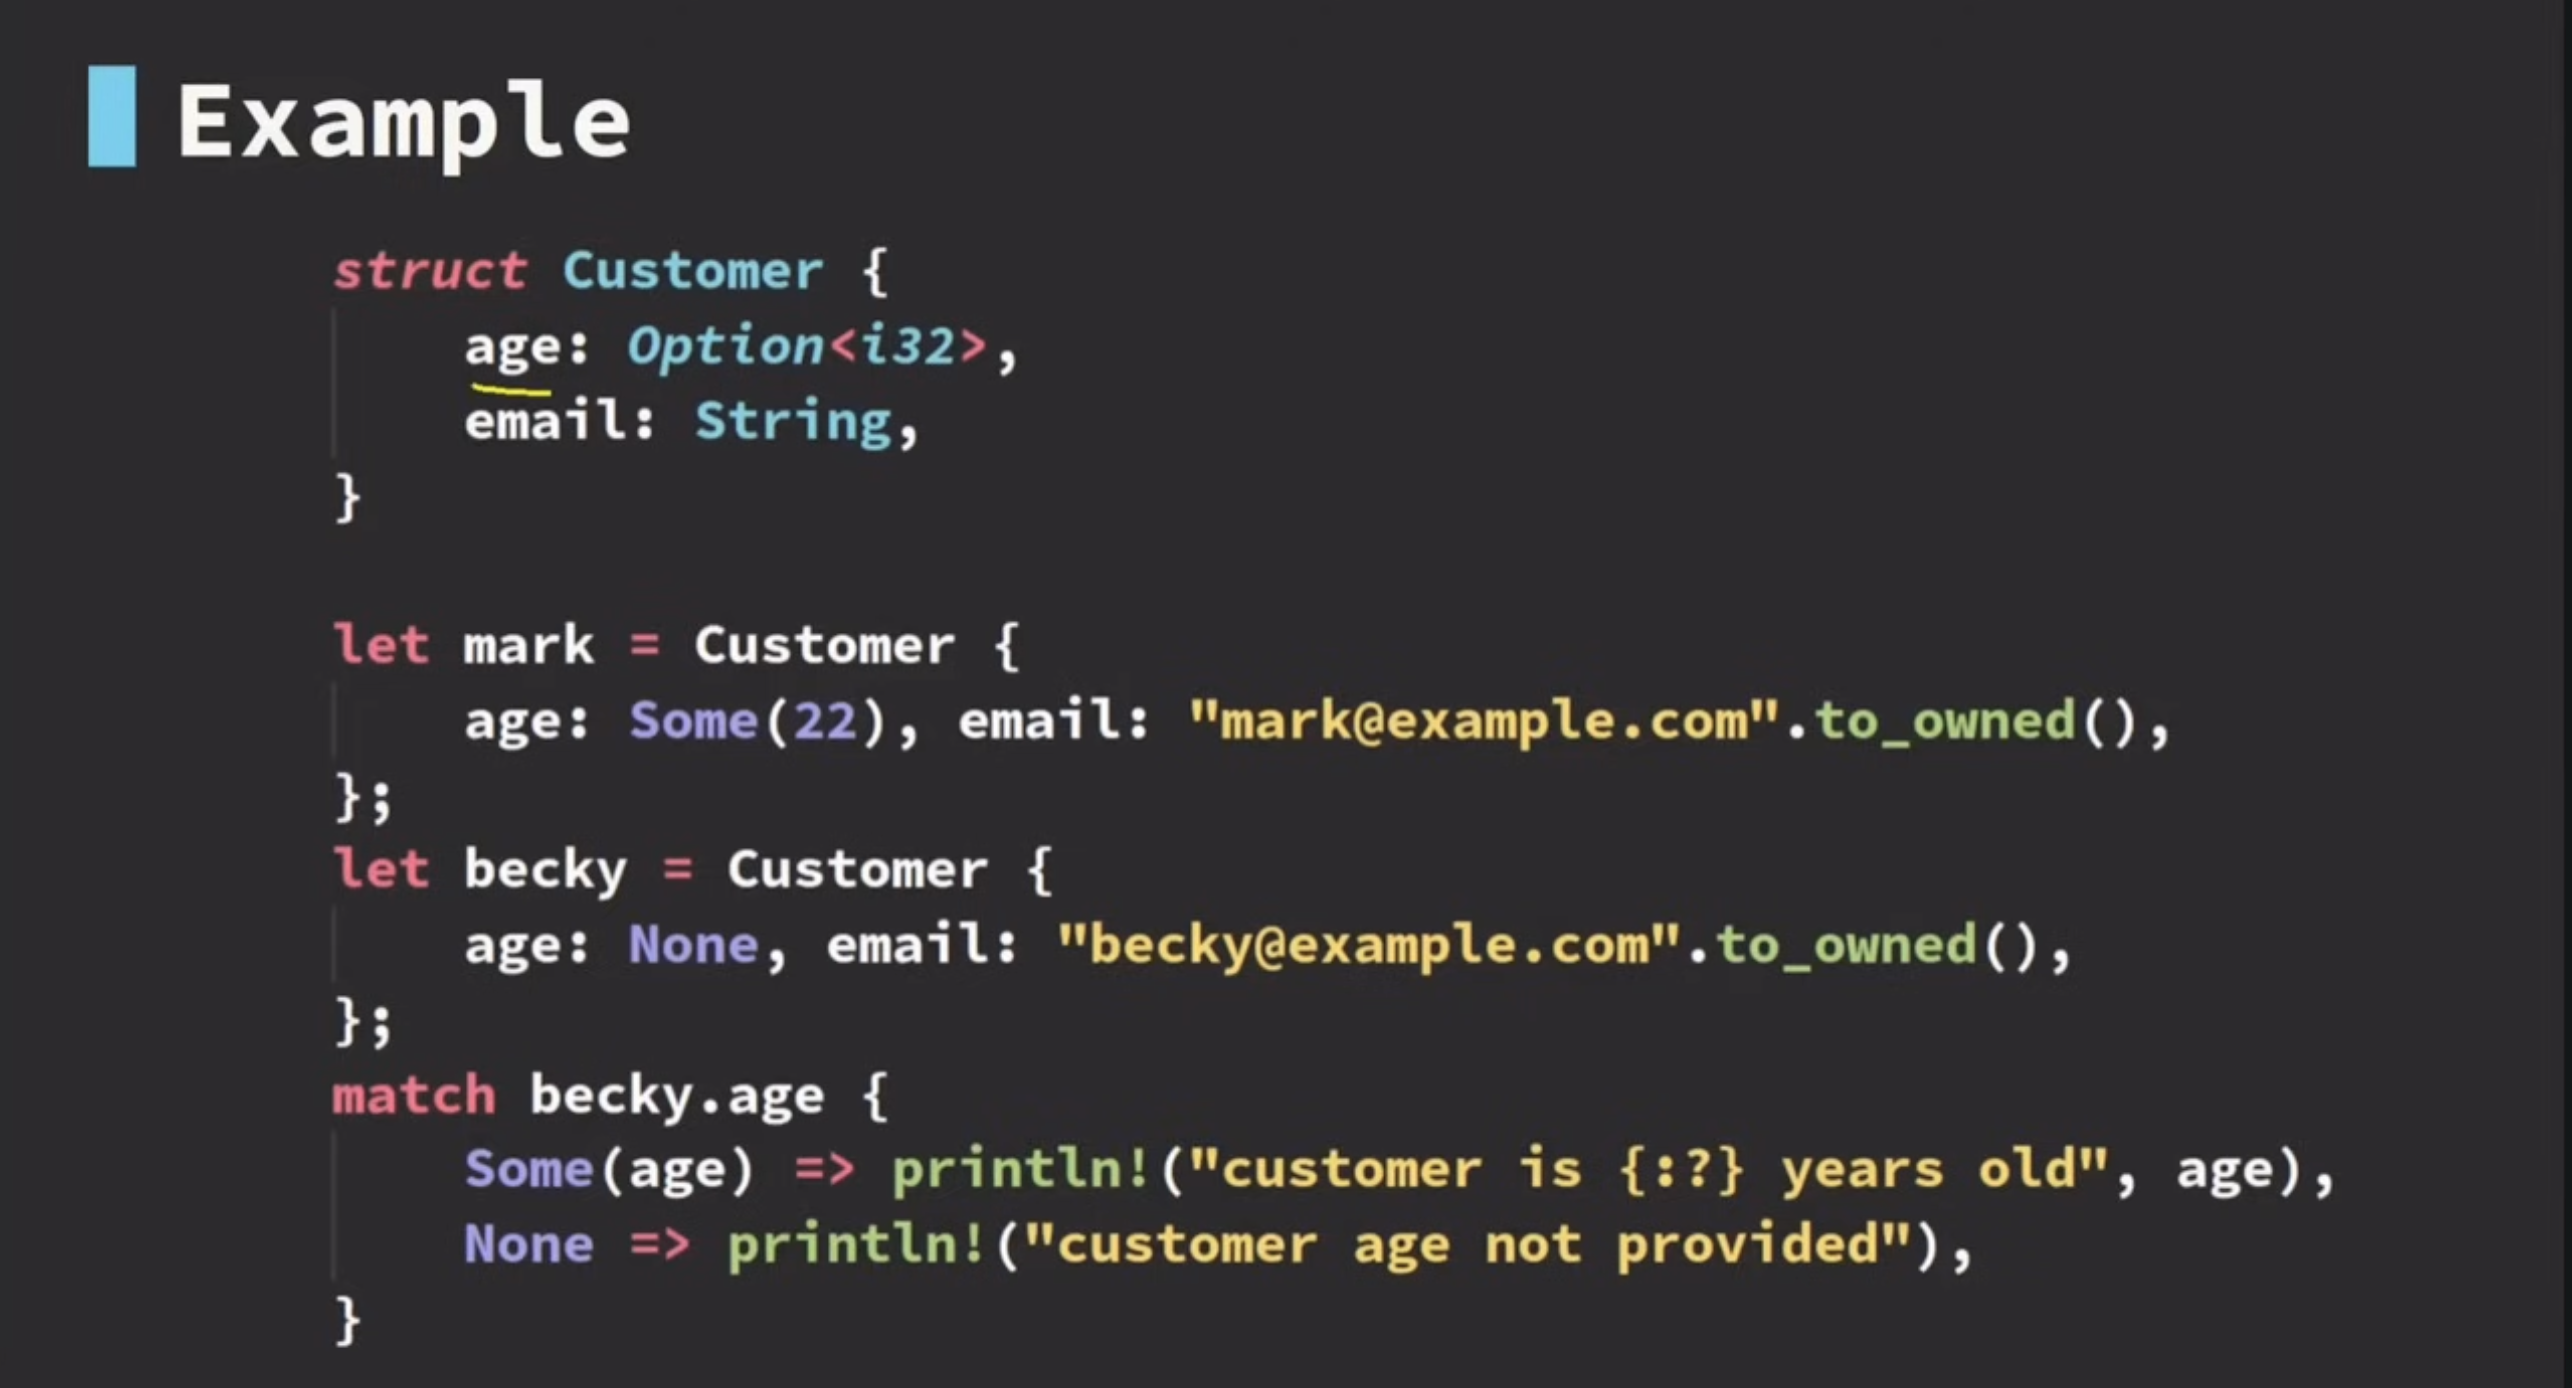 Example
struct Customer {
    age: Option<i32>,
    email: String,
}
let mark = Customer {
    age: Some(22), email: "mark@example.com".to_owned(),
};
let becky = Customer {
    age: None, email: "becky@example.com".to_owned(),
};
match becky.age {
    Some(age) => println!("customer is {:?} years old", age),
    None => println!("customer age not provided"),
}